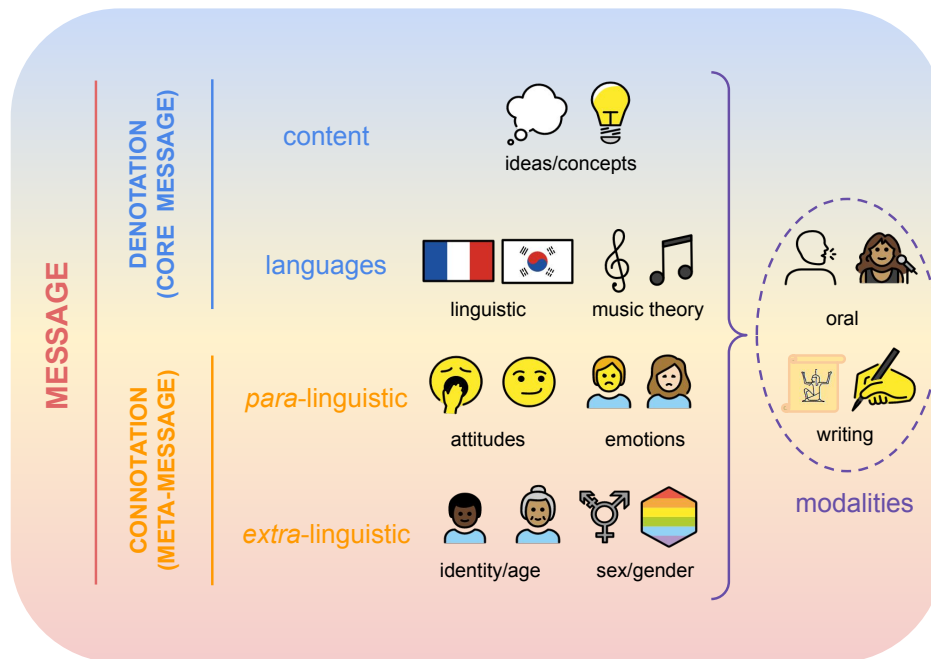 MESSAGE
DENOTATION
(CORE MESSAGE)
content
ideas/concepts
languages
linguistic
music theory
CONNOTATION
(META-MESSAGE)
para-linguistic
attitudes
emotions
extra-linguistic
identity/age
sex/gender
oral
writing
modalities